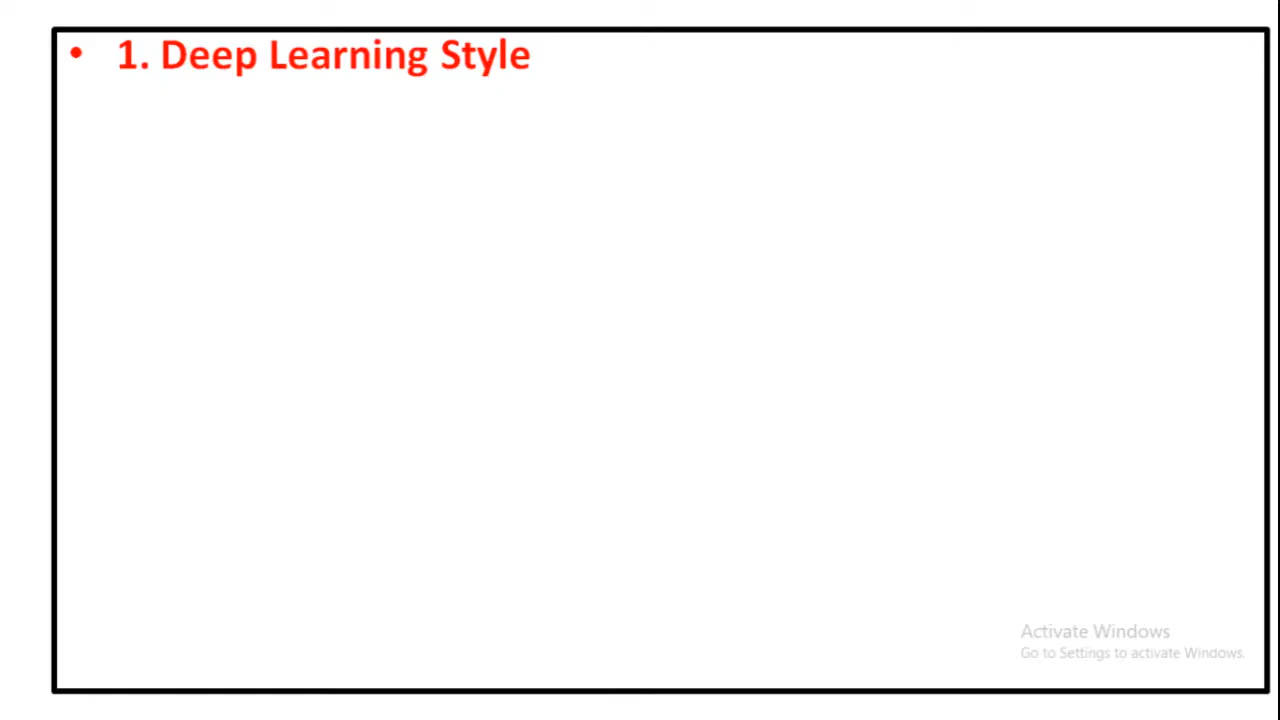 • 1. Deep Learning Style
Activate Windows
Go to Settings to activate Windows.